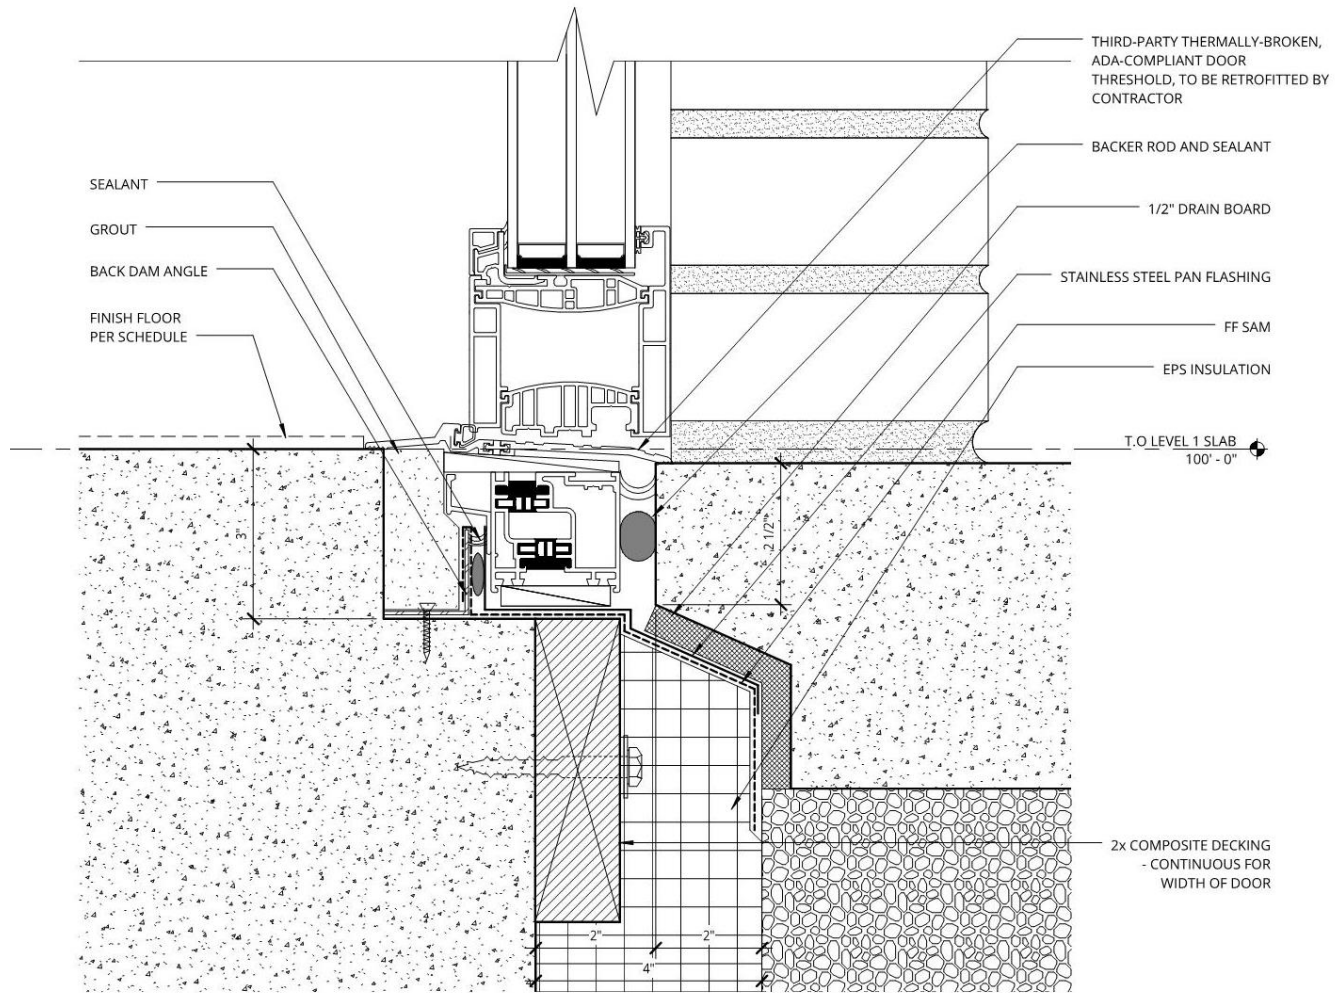 THIRD-PARTY THERMALLY-BROKEN,
ADA-COMPLIANT DOOR
THRESHOLD, TO BE RETROFITTED BY
CONTRACTOR
BACKER ROD AND SEALANT
1/2" DRAIN BOARD
STAINLESS STEEL PAN FLASHING
FF SAM
EPS INSULATION
SEALANT
GROUT
BACK DAM ANGLE
FINISH FLOOR
PER SCHEDULE
T.O LEVEL 1 SLAB
100' - 0"
3"
2 1/2"
2x COMPOSITE DECKING
- CONTINUOUS FOR
WIDTH OF DOOR
2"
2"
4"